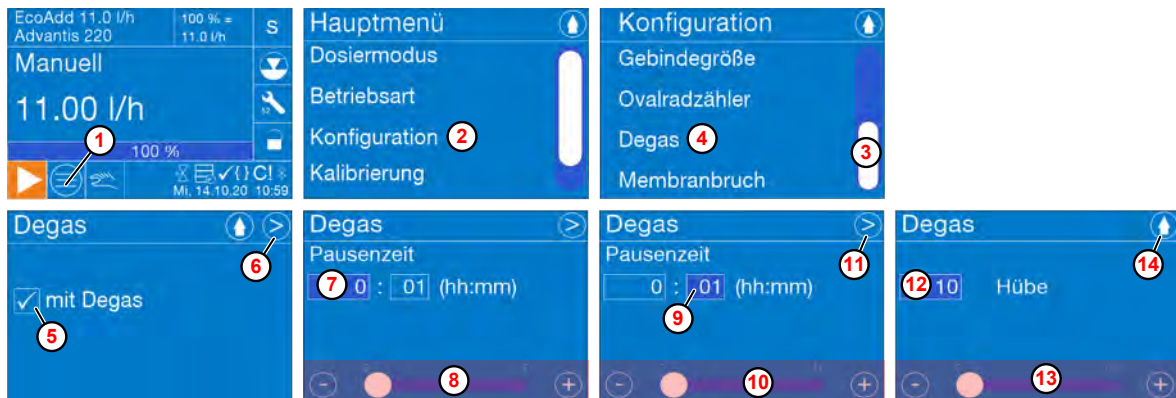 EcoAdd 11.0 l/h
Advantis 220
100 % =
11.0 l/h
S
Manuell
11.00 l/h
1
100 %
C!
Mi, 14.10.20 10:59
Hauptmenü
Dosiermodus
Betriebsart
Konfiguration 2
Kalibrierung
Konfiguration
Gebindegröße
Ovalradzähler
Degas 4
3
Membranbruch
Degas >
6
mit Degas
5
Degas >
Pausenzeit
7 0 : 01 (hh:mm)
- 8 +
Degas >
11
Pausenzeit
0 : 01 (hh:mm)
9
- 10 +
Degas
14
12 10 Hübe
- 13 +